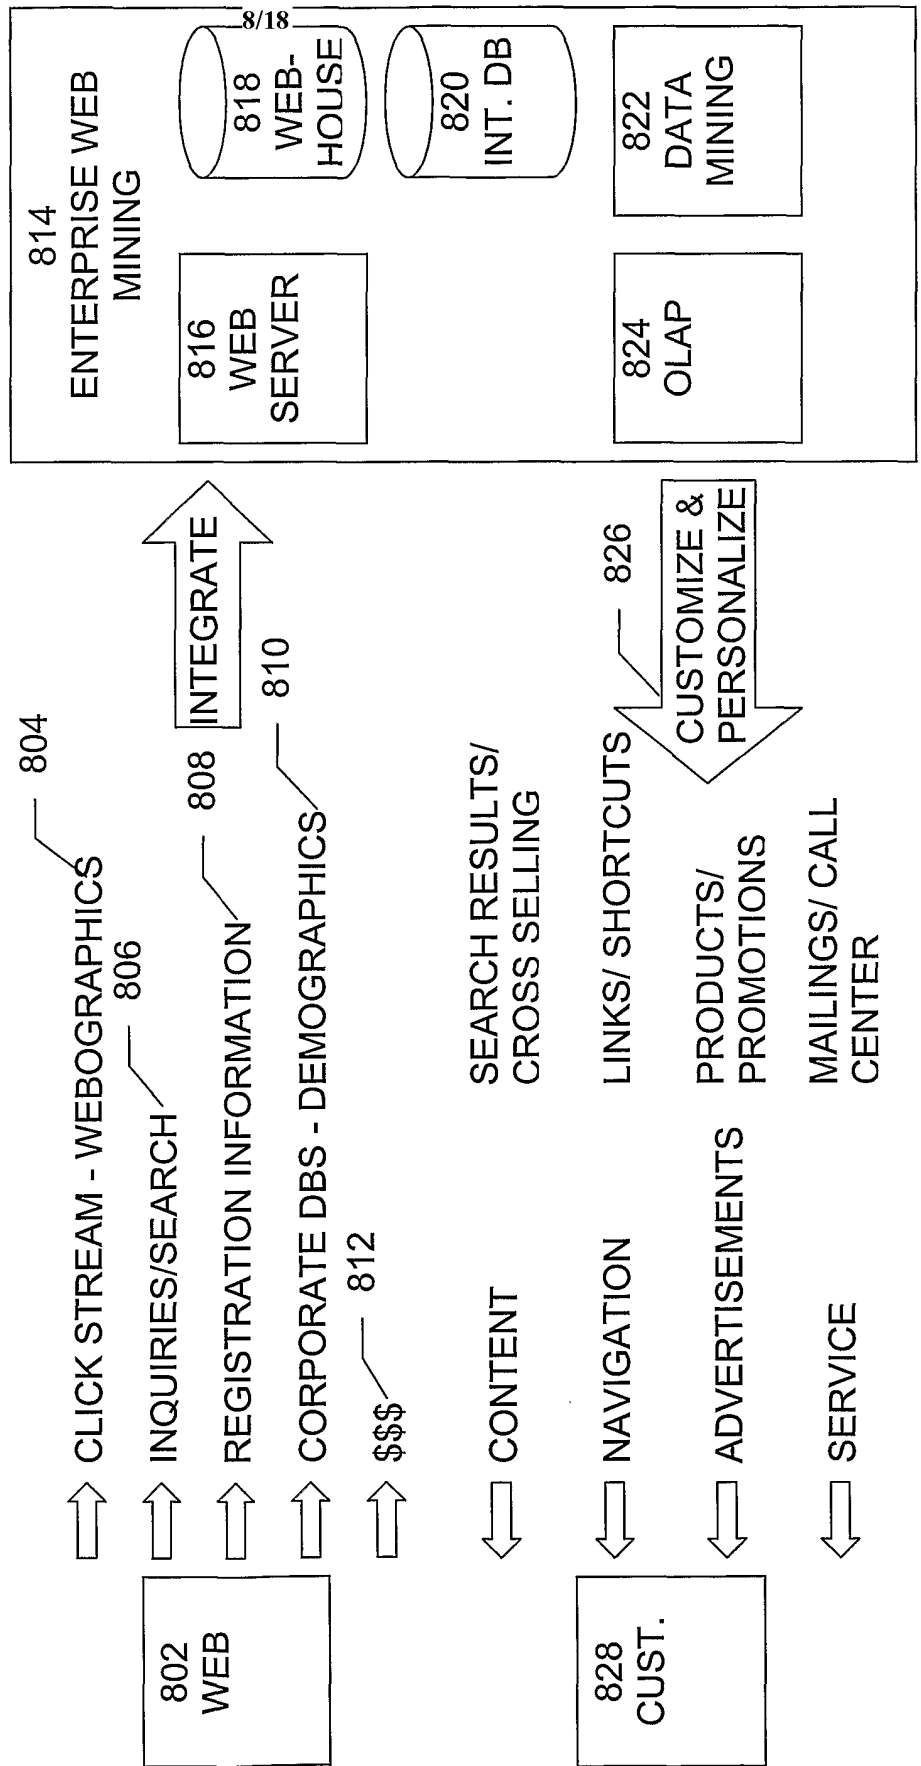 8/18
814
ENTERPRISE WEB
MINING
816
WEB
SERVER
818
WEB-
HOUSE
820
INT. DB
824
OLAP
822
DATA
MINING
802
WEB
CLICK STREAM - WEBOGRAPHICS
804
INQUIRIES/SEARCH
806
REGISTRATION INFORMATION
808
CORPORATE DBS - DEMOGRAPHICS
810
$$$
812
INTEGRATE
828
CUST.
CONTENT
SEARCH RESULTS/
CROSS SELLING
NAVIGATION
LINKS/ SHORTCUTS
ADVERTISEMENTS
PRODUCTS/
PROMOTIONS
SERVICE
MAILINGS/ CALL
CENTER
826
CUSTOMIZE &
PERSONALIZE